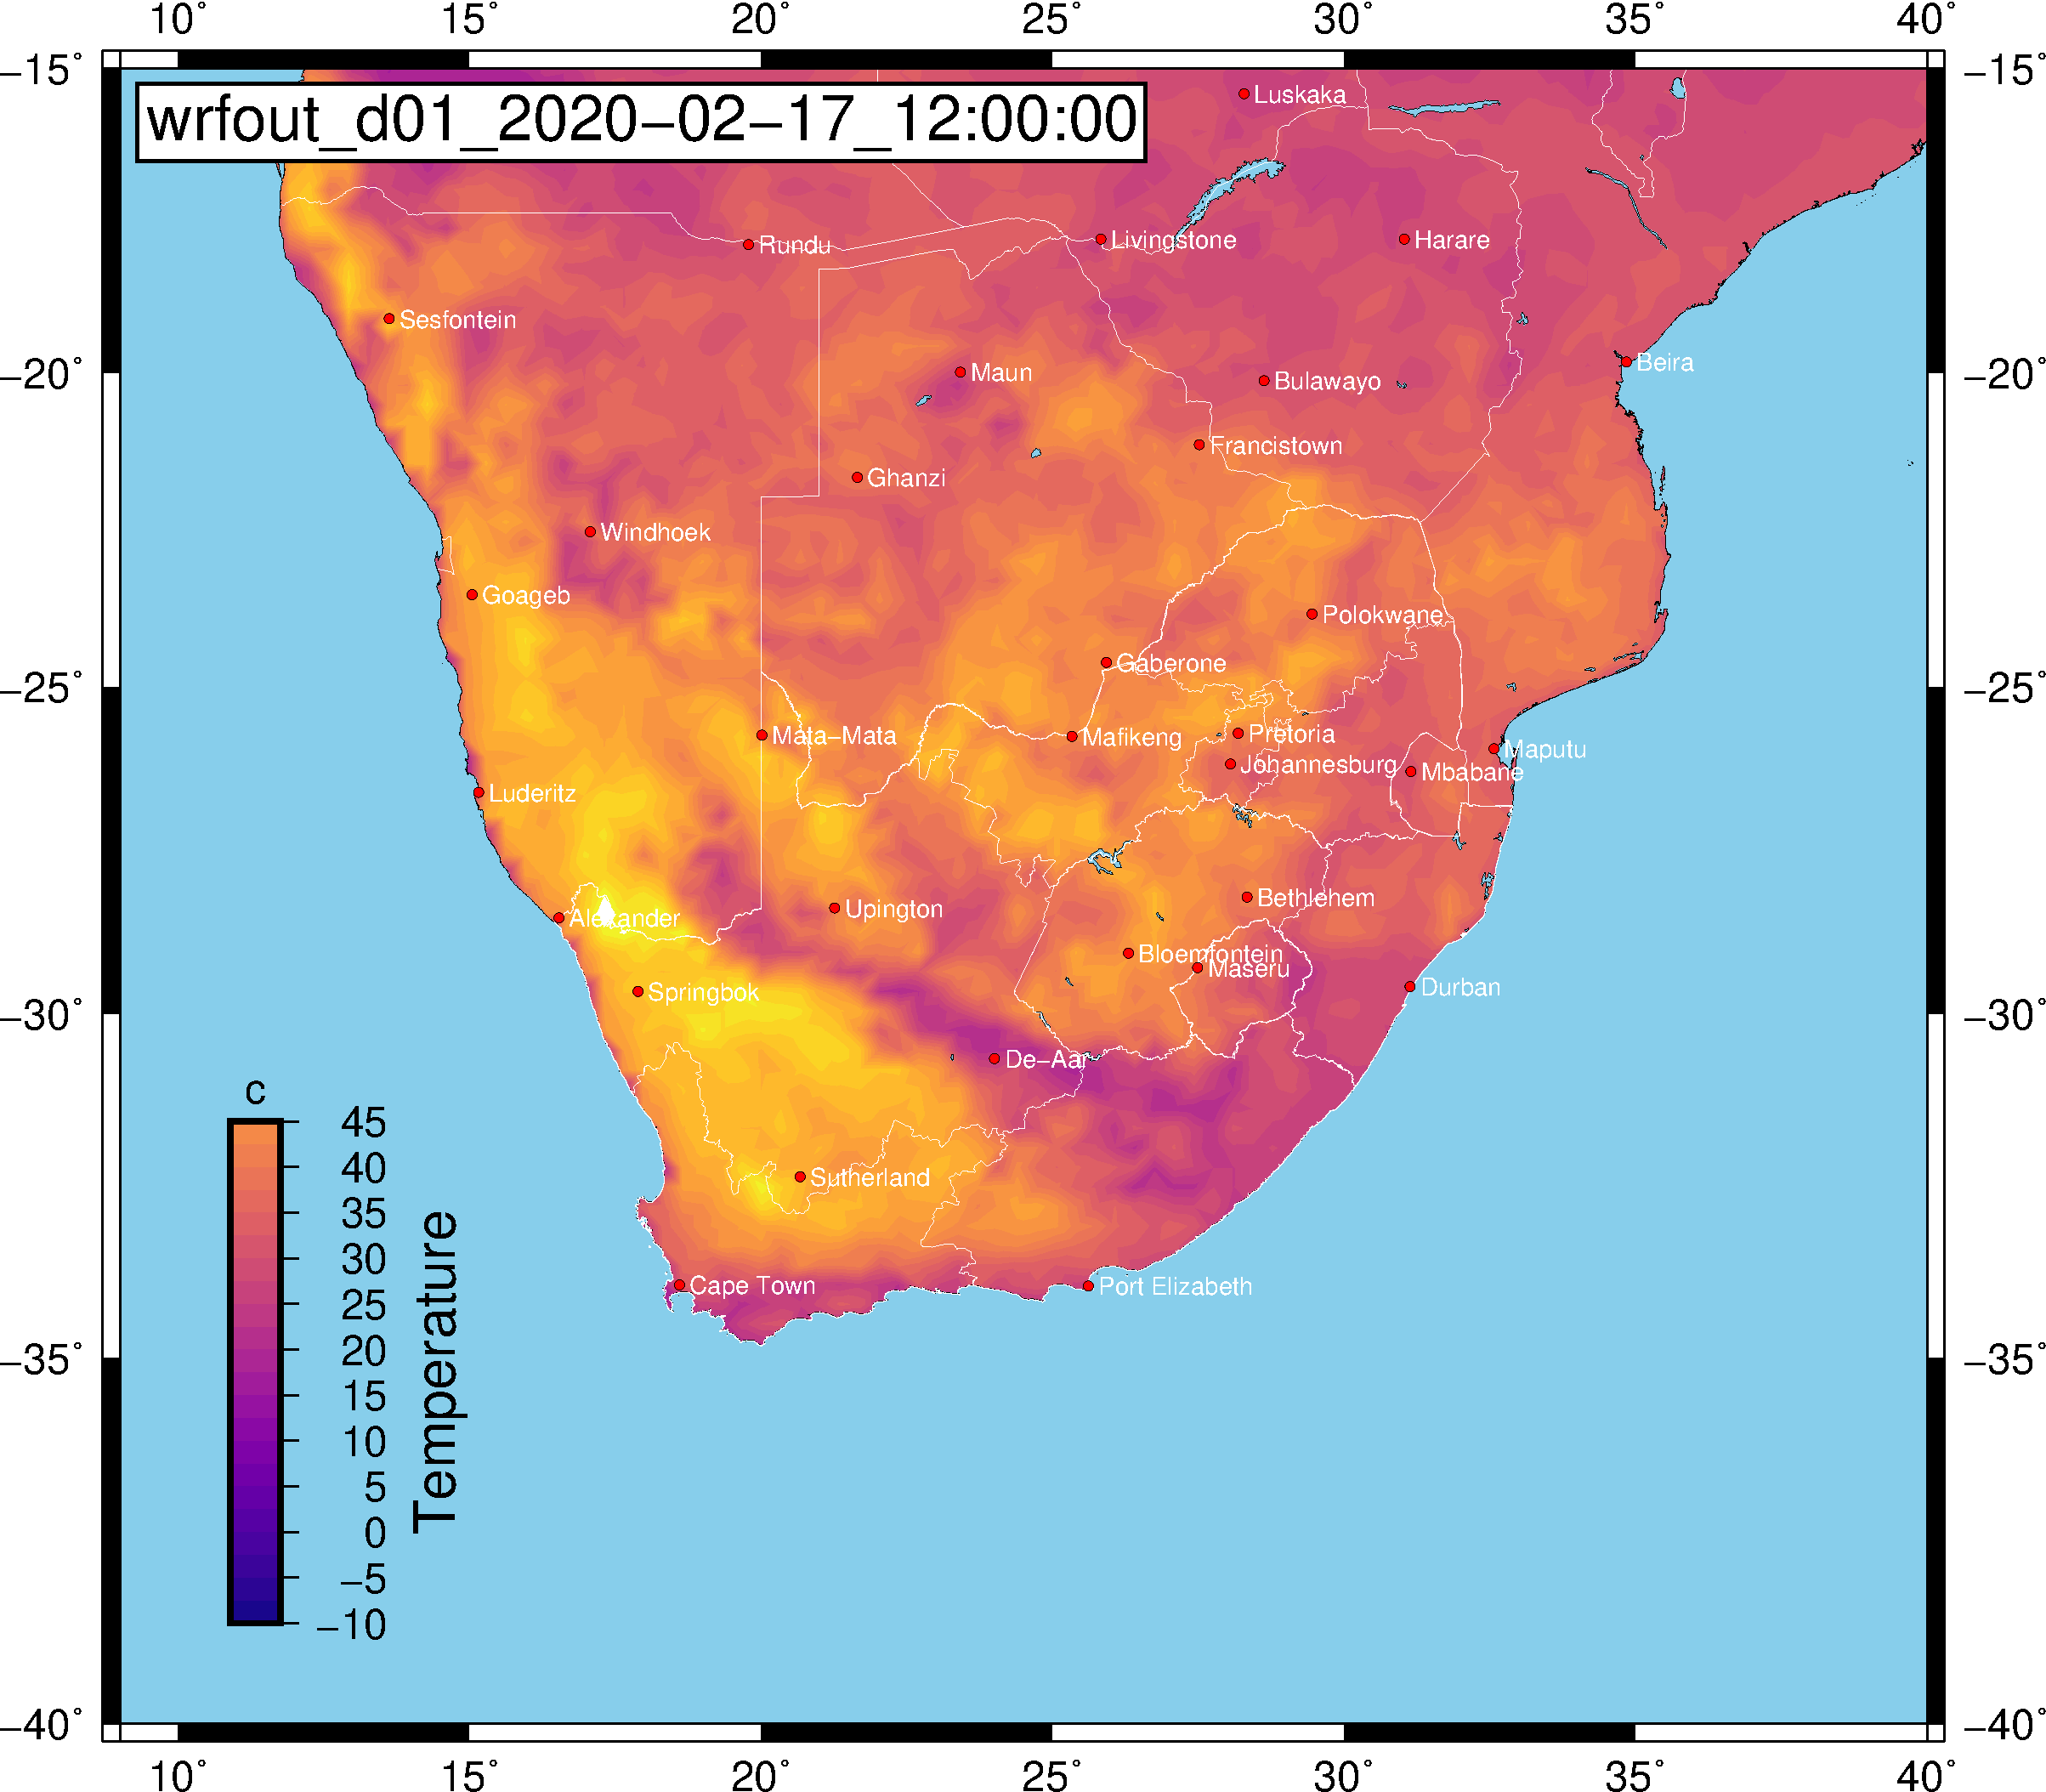 10° 15° 20° 25° 30° 35° 40°
−15° −15°
wrfout_d01_2020−02−17_12:00:00
Luskaka
Rundu
Livingstone
Harare
Sesfontein
Beira
−20° −20°
Maun
Bulawayo
Francistown
Ghanzi
Windhoek
Goageb
Polokwane
Gaberone
−25° −25°
Mata−Mata
Mafikeng
Pretoria
Maputu
Johannesburg
Mbabane
Luderitz
Bethlehem
Upington
Alexander
Bloemfontein
Maseru
Durban
Springbok
−30° −30°
De−Aar
c
45
40
35
30
25
20
15
10
5
0
−5
−10
Temperature
Sutherland
Cape Town
Port Elizabeth
−35° −35°
−40° −40°
10° 15° 20° 25° 30° 35° 40°